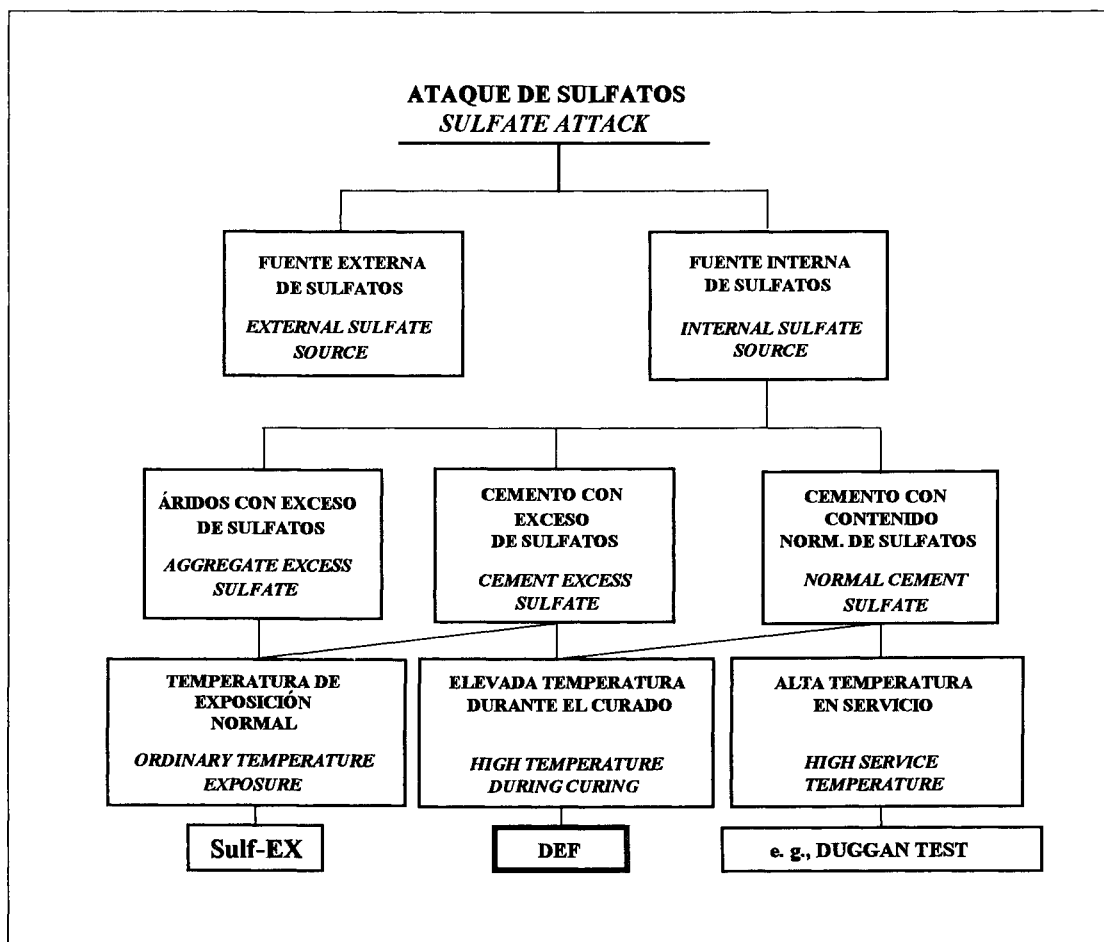 ATAQUE DE SULFATOS
SULFATE ATTACK
FUENTE EXTERNA
DE SULFATOS
EXTERNAL SULFATE
SOURCE
FUENTE INTERNA
DE SULFATOS
INTERNAL SULFATE
SOURCE
ÁRIDOS CON EXCESO
DE SULFATOS
AGGREGATE EXCESS
SULFATE
CEMENTO CON
EXCESO
DE SULFATOS
CEMENT EXCESS
SULFATE
CEMENTO CON
CONTENIDO
NORM. DE SULFATOS
NORMAL CEMENT
SULFATE
TEMPERATURA DE
EXPOSICIÓN
NORMAL
ORDINARY TEMPERATURE
EXPOSURE
ELEVADA TEMPERATURA
DURANTE EL CURADO
HIGH TEMPERATURE
DURING CURING
ALTA TEMPERATURA
EN SERVICIO
HIGH SERVICE
TEMPERATURE
Sulf-EX
DEF
e. g., DUGGAN TEST